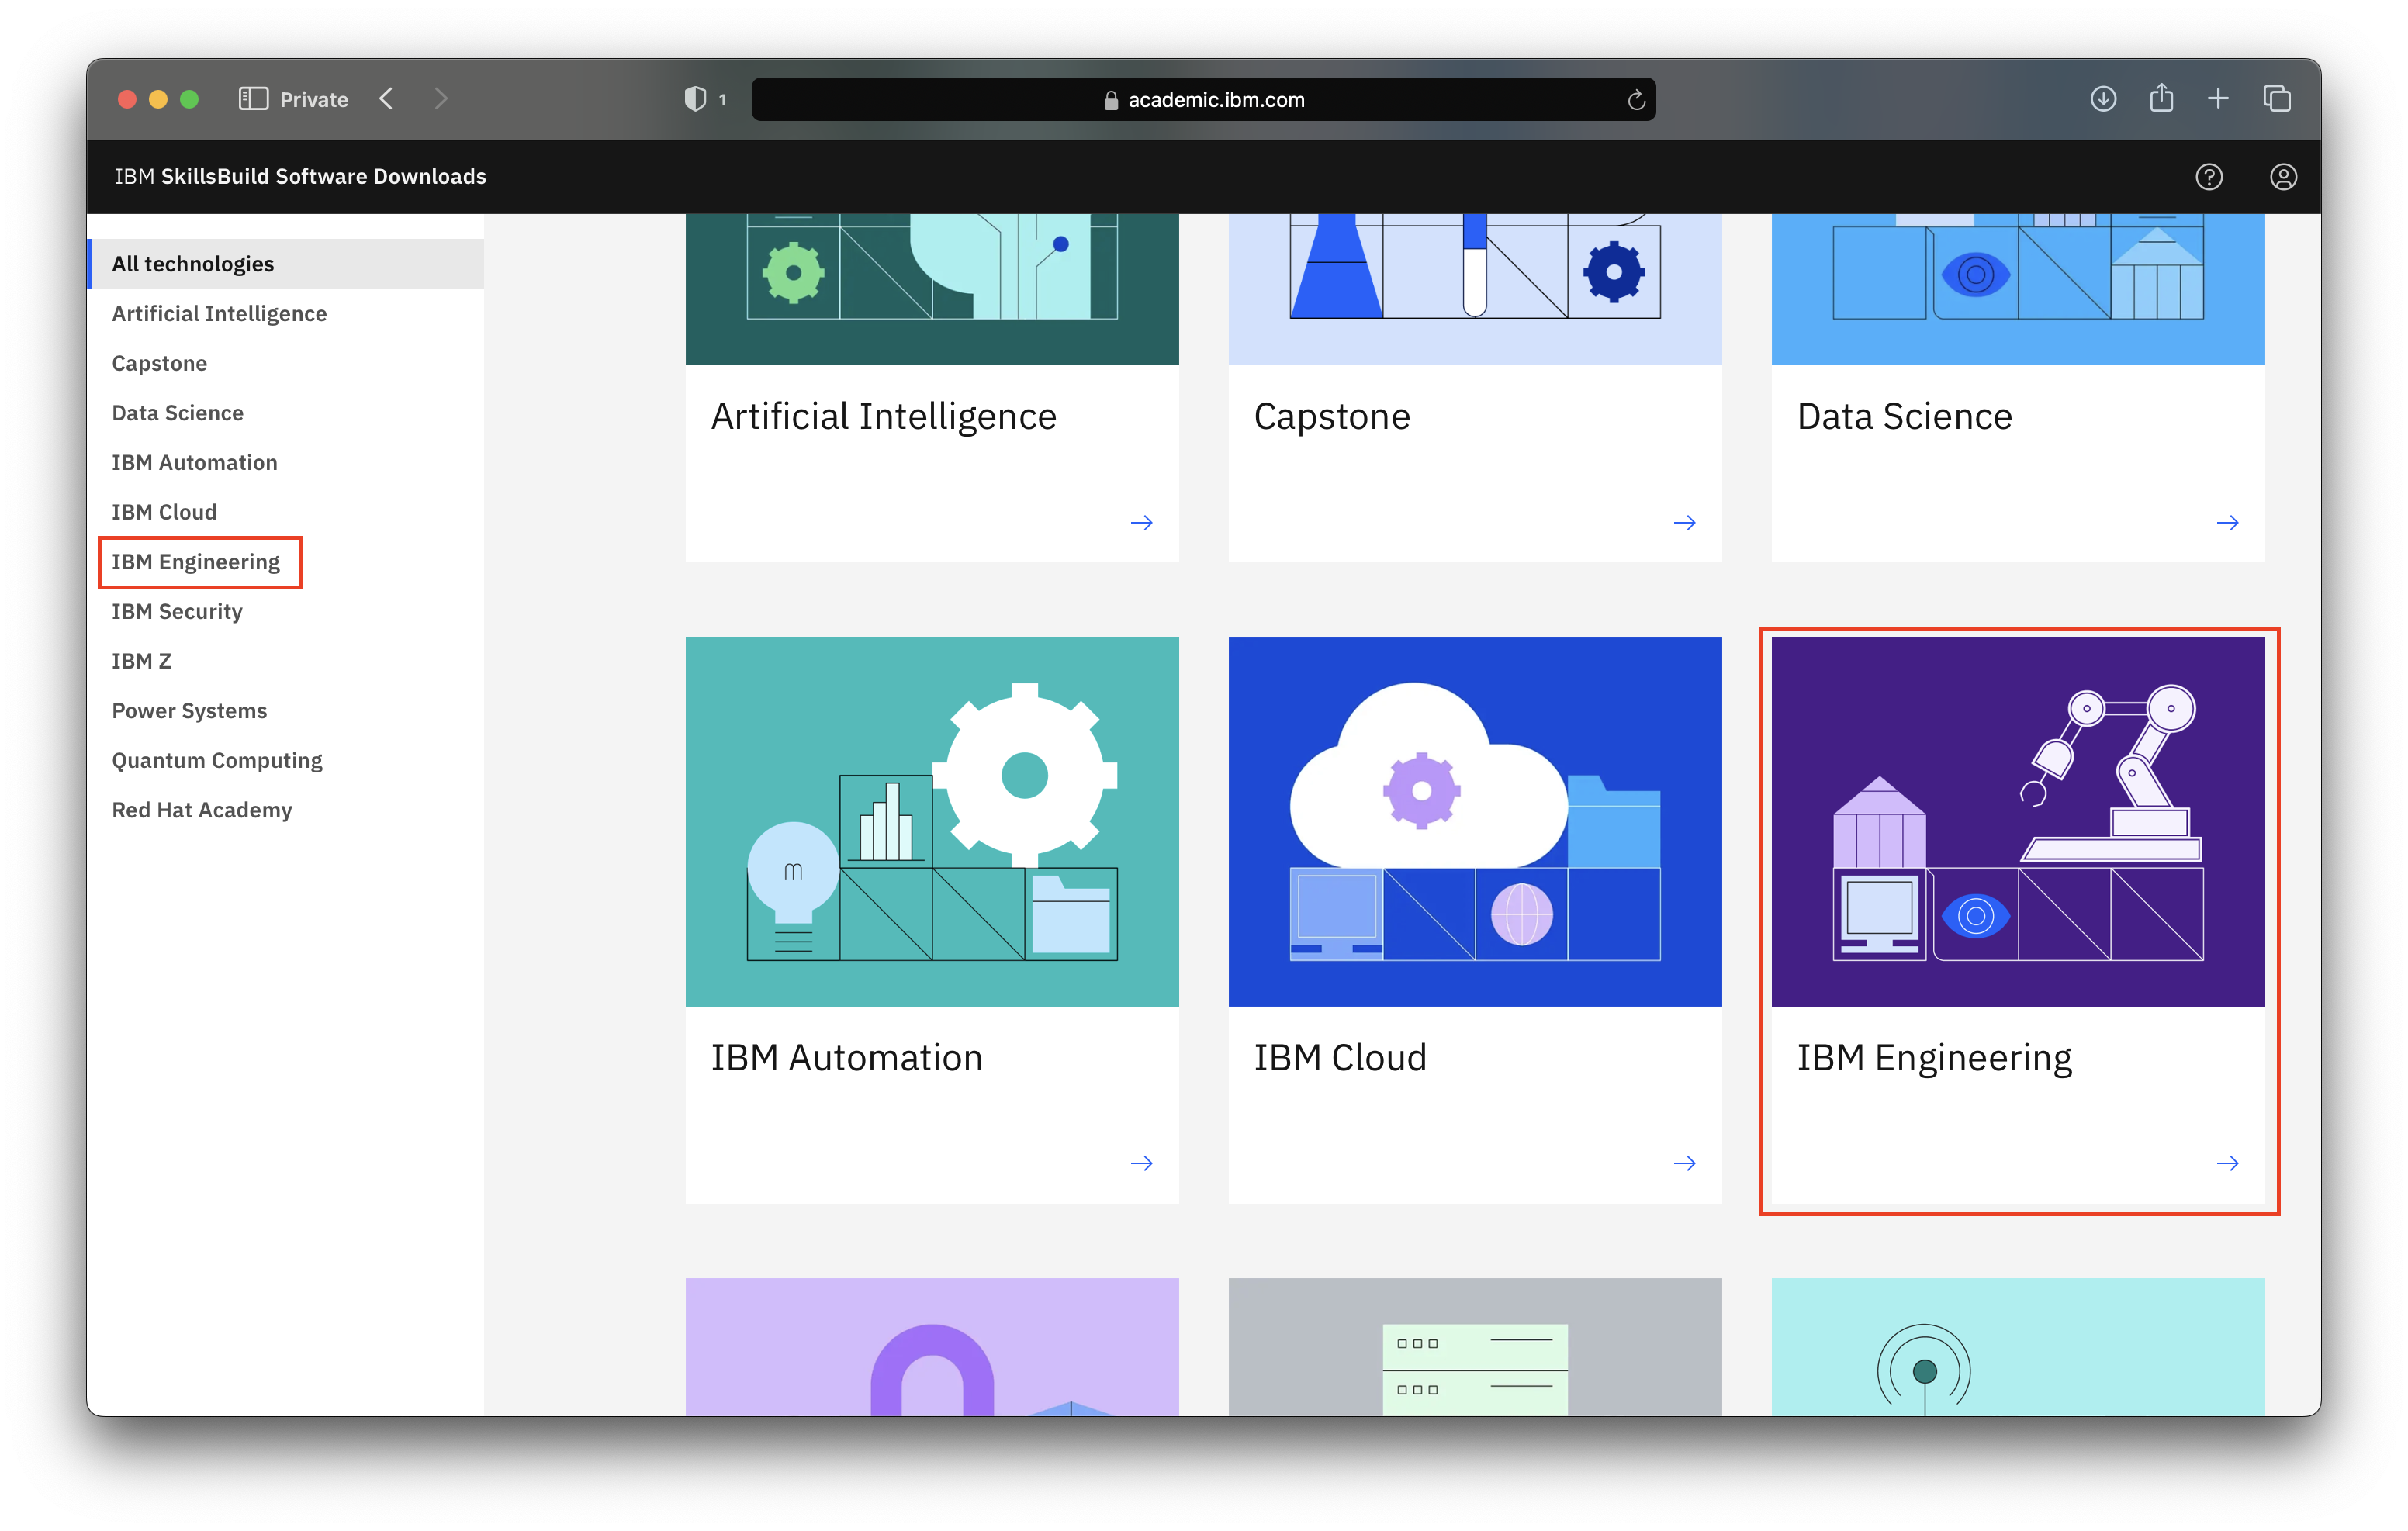 Private
1
academic.ibm.com
IBM SkillsBuild Software Downloads
All technologies
Artificial Intelligence
Capstone
Data Science
IBM Automation
IBM Cloud
IBM Engineering
IBM Security
IBM Z
Power Systems
Quantum Computing
Red Hat Academy
Artificial Intelligence
Capstone
Data Science
IBM Automation
IBM Cloud
IBM Engineering